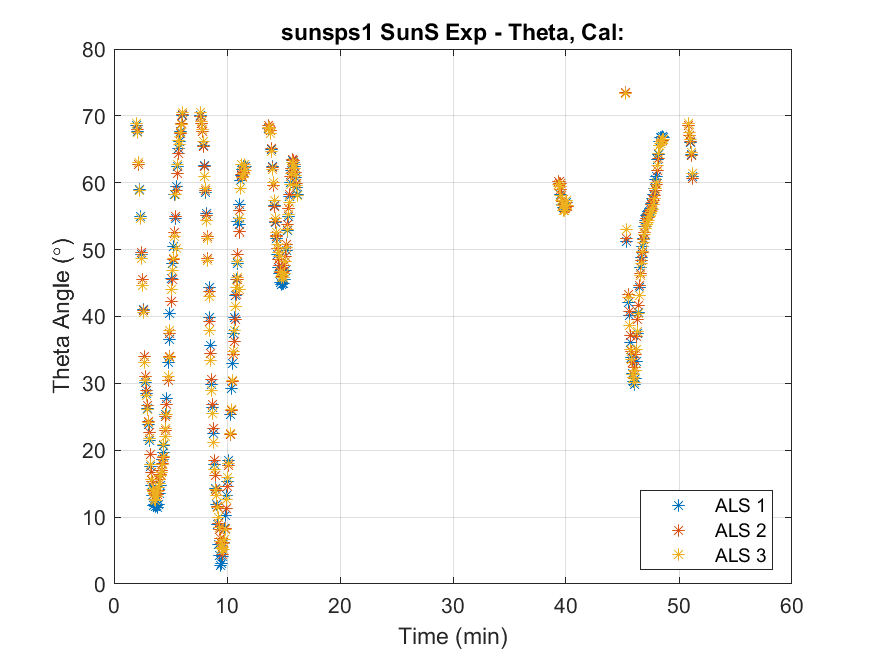 sunsps1 SunS Exp - Theta, Cal:
80
70
60
50
40
30
20
10
0
Theta Angle (°)
0 10 20 30 40 50 60
Time (min)
ALS 1
ALS 2
ALS 3